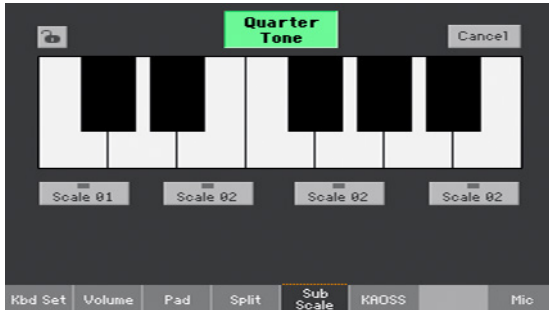 Quarter
Tone
Cancel
Scale 01
Scale 02
Scale 02
Scale 02
Kbd Set
Volume
Pad
Split
Sub
Scale
KAOSS
Mic